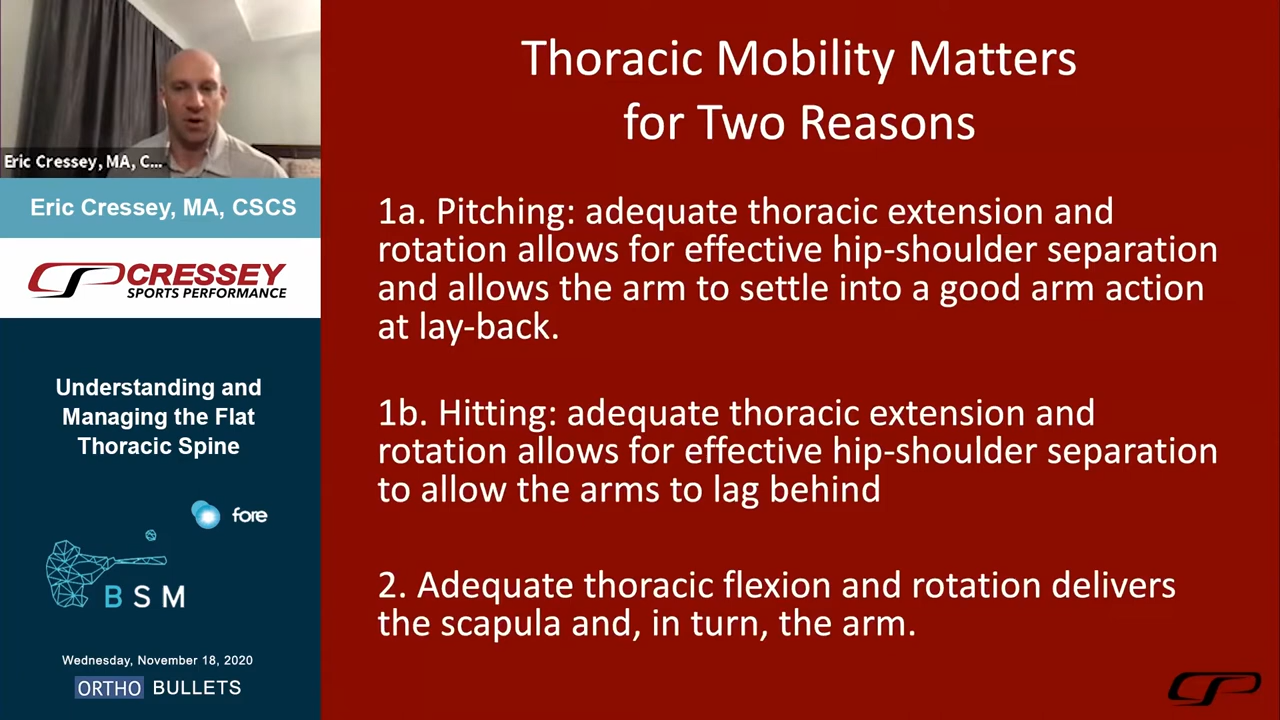 Eric Cressey, MA, C...
Eric Cressey, MA, CSCS
CRESSEY
SPORTS PERFORMANCE
Understanding and
Managing the Flat
Thoracic Spine
fore
BSM
Wednesday, November 18, 2020
ORTHO BULLETS
Thoracic Mobility Matters
for Two Reasons
1a. Pitching: adequate thoracic extension and
rotation allows for effective hip-shoulder separation
and allows the arm to settle into a good arm action
at lay-back.
1b. Hitting: adequate thoracic extension and
rotation allows for effective hip-shoulder separation
to allow the arms to lag behind
2. Adequate thoracic flexion and rotation delivers
the scapula and, in turn, the arm.
CP